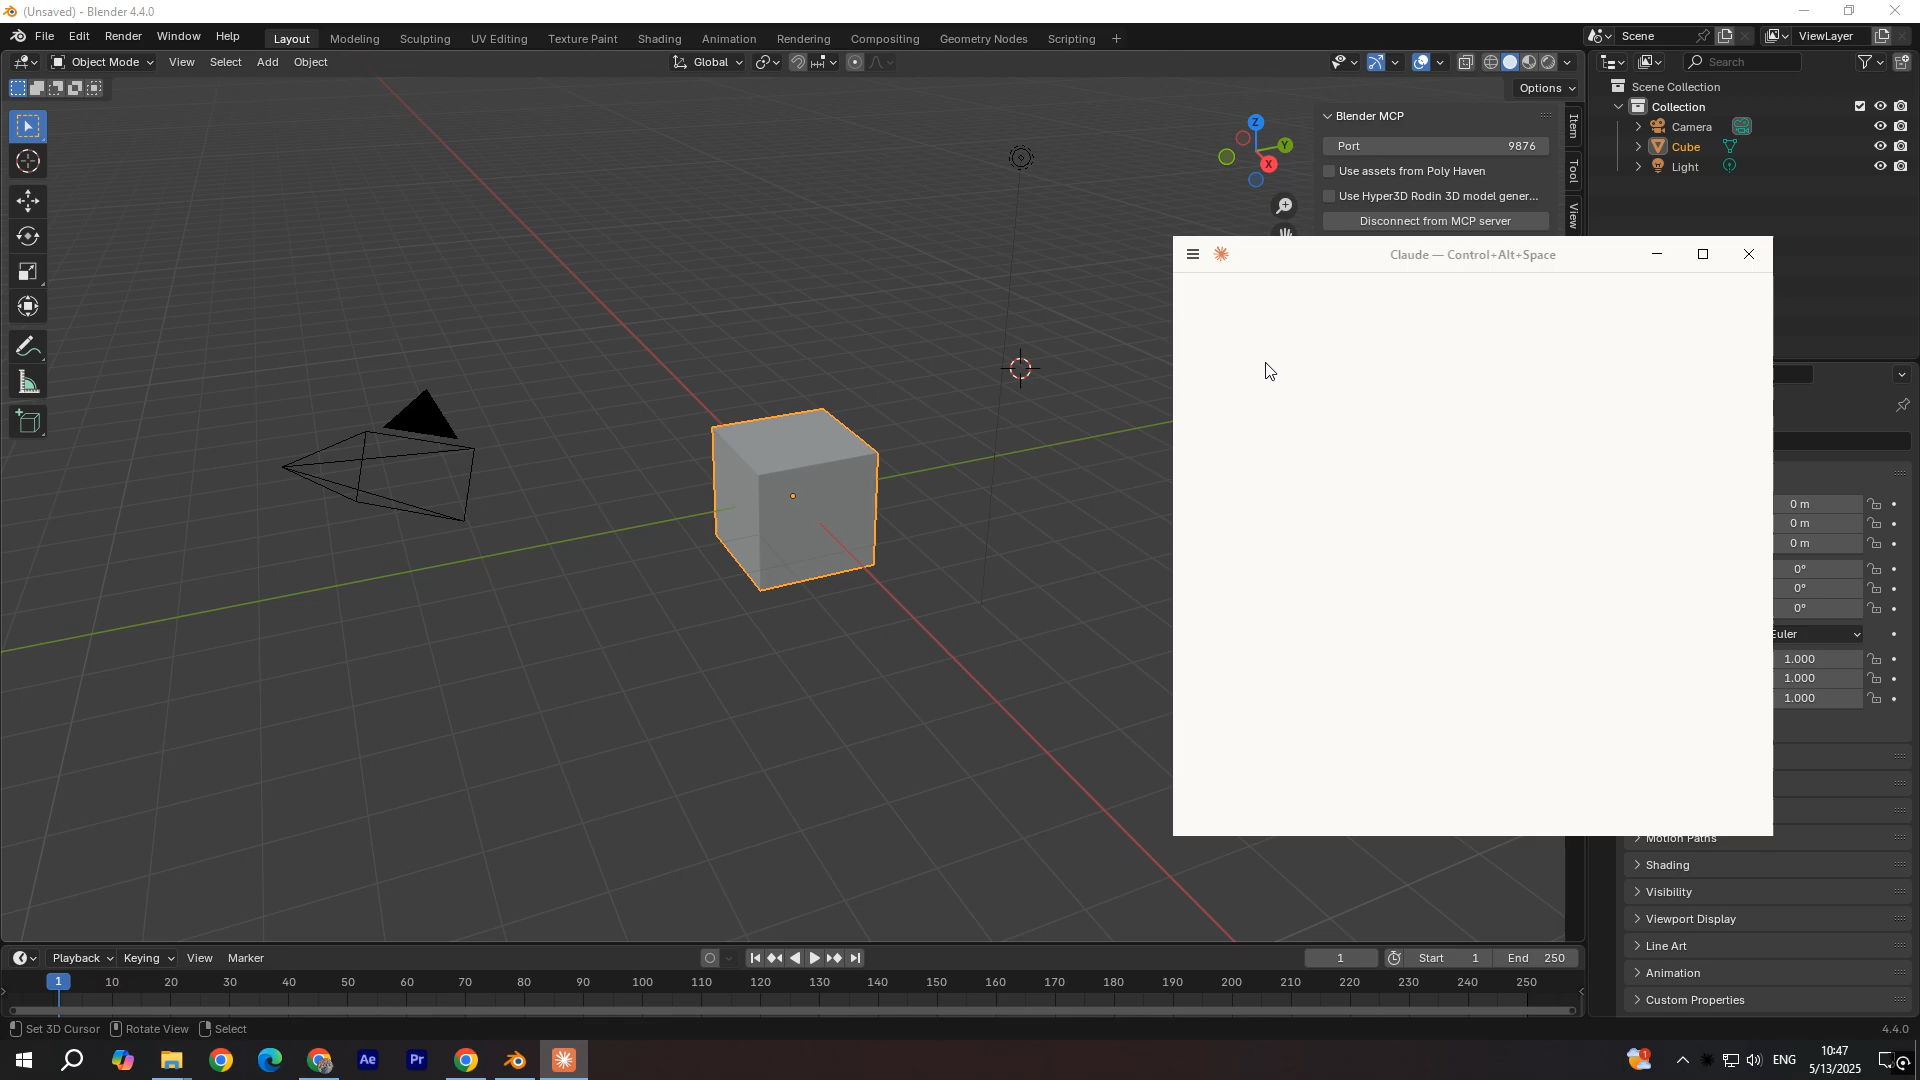 (Unsaved) - Blender 4.4.0
File Edit Render Window Help
Layout Modeling Sculpting UV Editing Texture Paint Shading Animation Rendering Compositing Geometry Nodes Scripting +
Scene ViewLayer
Object Mode View Select Add Object
Global
Search
Options
Scene Collection
Collection
Camera
Cube
Light
Z
Y
X
Blender MCP
Port 9876
Use assets from Poly Haven
Use Hyper3D Rodin 3D model gener...
Disconnect from MCP server
Item
Tool
View
Claude — Control+Alt+Space
0 m
0 m
0 m
0°
0°
0°
Euler
1.000
1.000
1.000
Motion Paths
Shading
Visibility
Viewport Display
Line Art
Animation
Custom Properties
Playback Keying View Marker
1 Start 1 End 250
1 10 20 30 40 50 60 70 80 90 100 110 120 130 140 150 160 170 180 190 200 210 220 230 240 250
Set 3D Cursor Rotate View Select
4.4.0
Ae Pr
1
ENG
10:47
5/13/2025